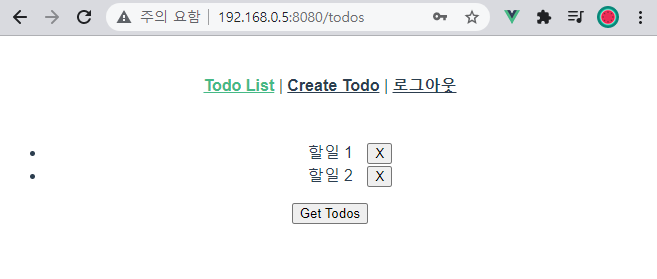 주의 요함 | 192.168.0.5:8080/todos
Todo List | Create Todo | 로그아웃
할일 1 X
할일 2 X
Get Todos